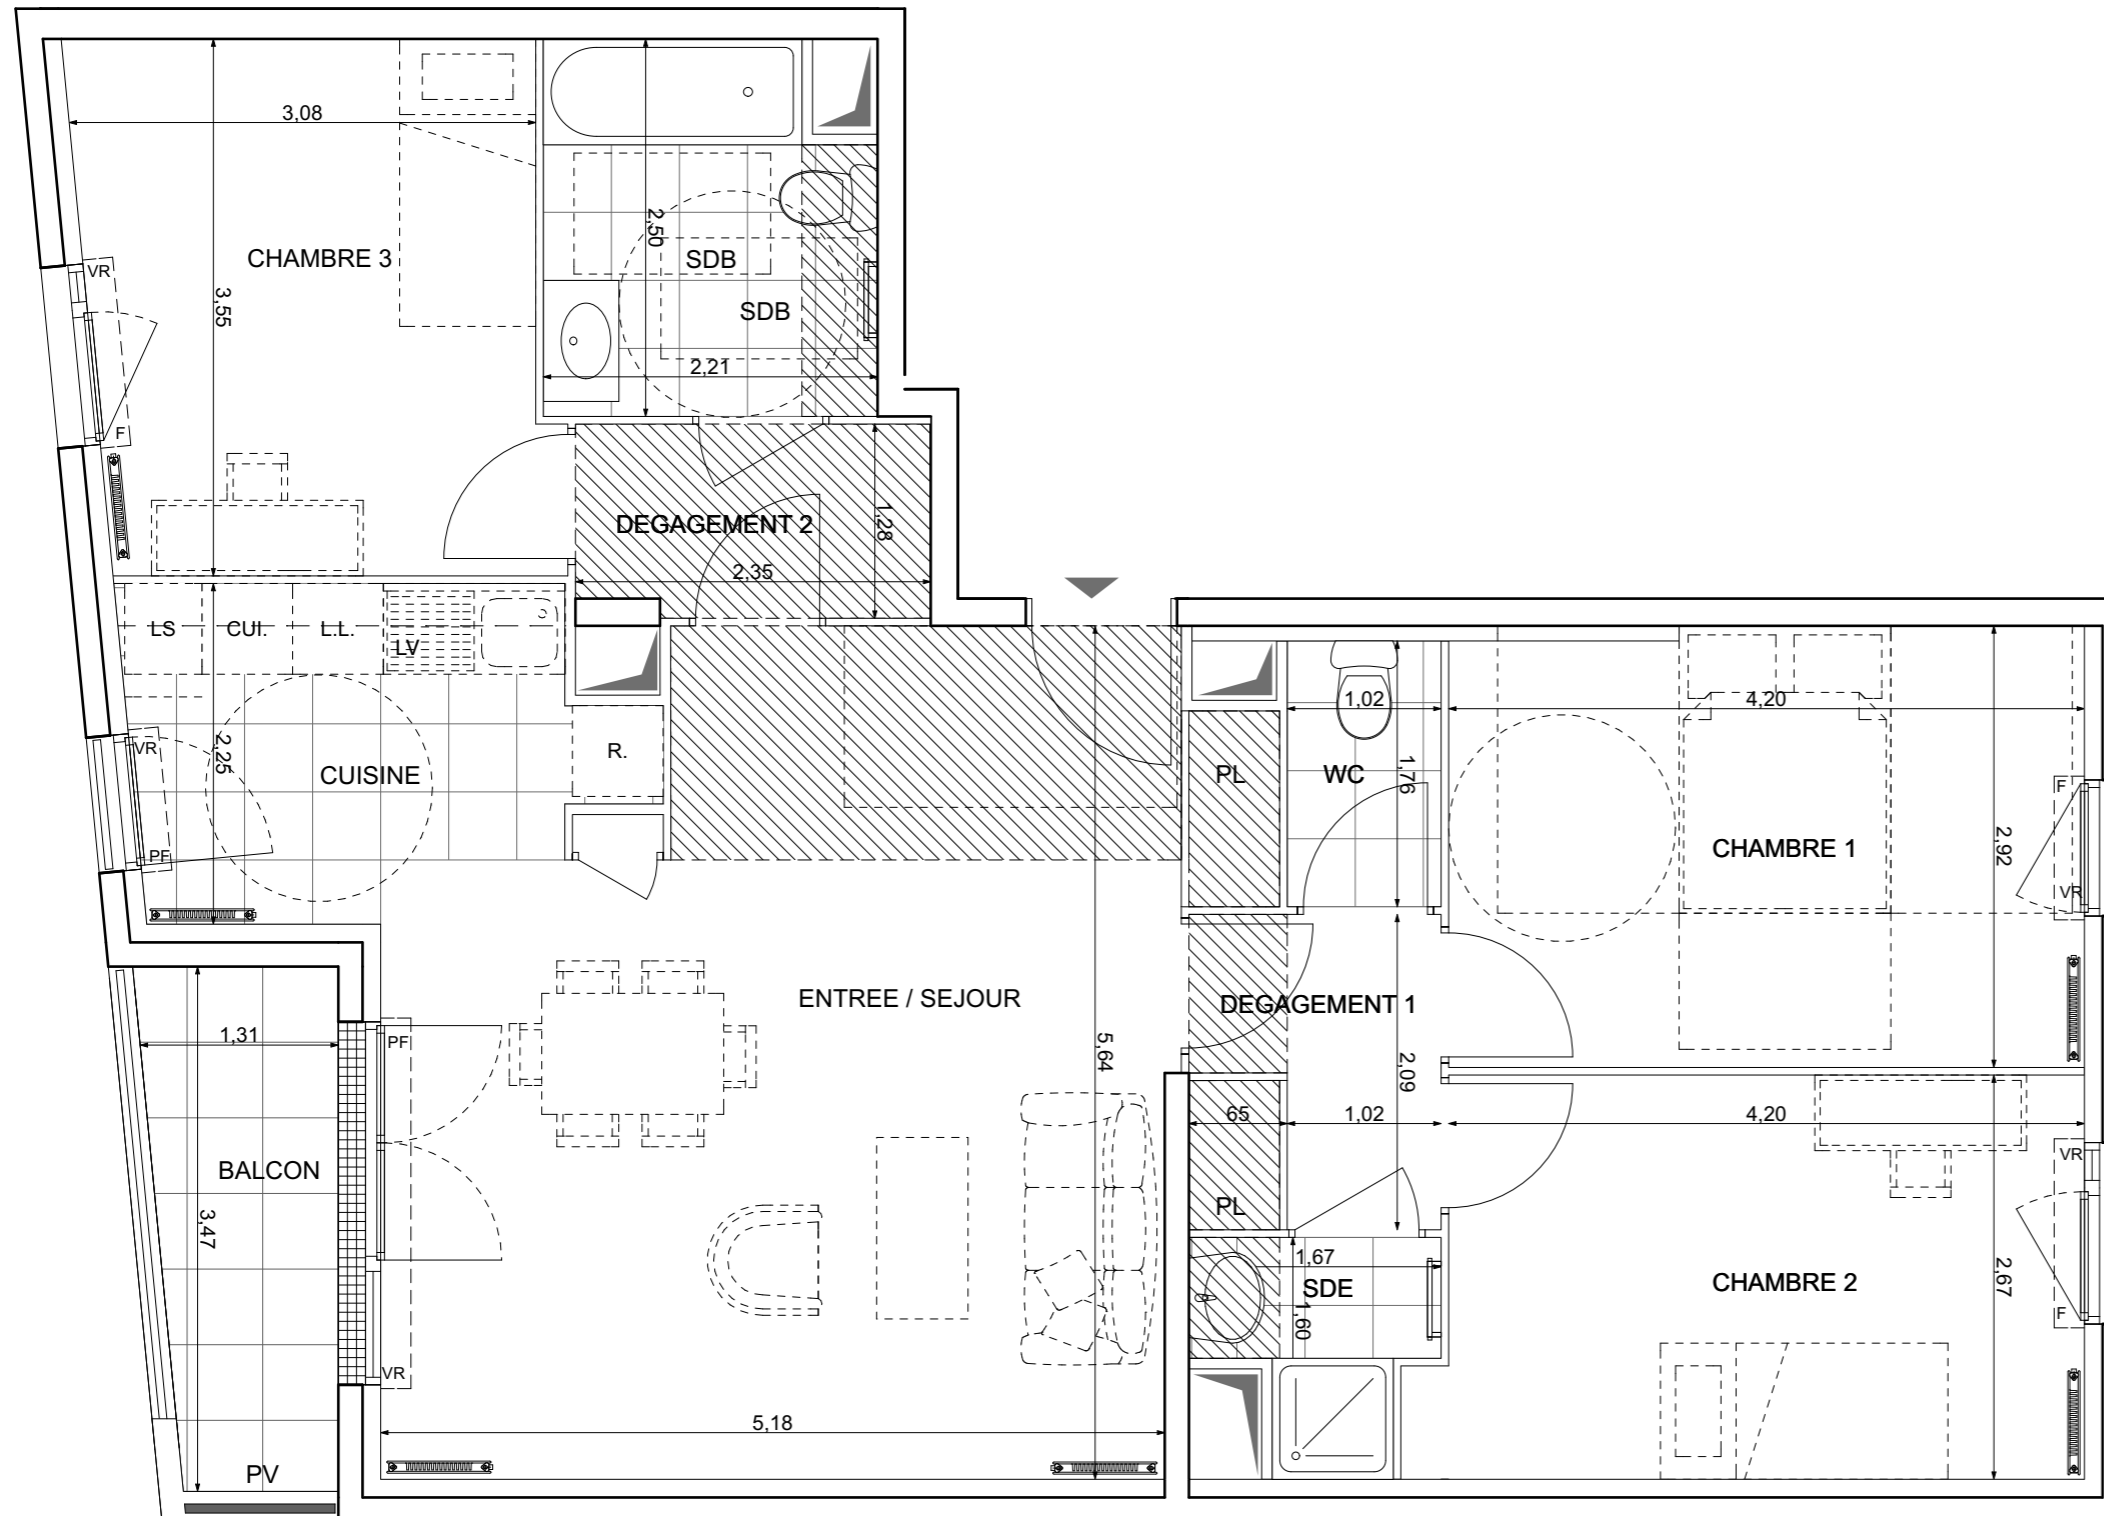 3,08
2,50
CHAMBRE 3
SDB
VR
3,55
SDB
2,21
F
DEGAGEMENT 2
1,28
2,35
LS
CUI.
L.L.
LV
1,02
4,20
VR
2,25
CUISINE
R.
PL
WC
1,76
F
PF
CHAMBRE 1
2,92
VR
ENTREE / SEJOUR
DEGAGEMENT 1
1,31
PF
5,64
2,09
65
1,02
4,20
BALCON
VR
3,47
PL
1,67
SDE
1,60
CHAMBRE 2
2,67
F
VR
5,18
PV